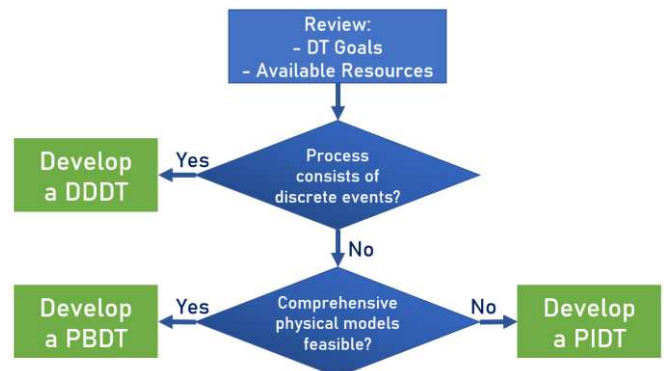 Review:
- DT Goals
- Available Resources
Develop
a DDDT
Yes
Process
consists of
discrete events?
No
Develop
a PBDT
Yes
Comprehensive
physical models
feasible?
No
Develop
a PIDT